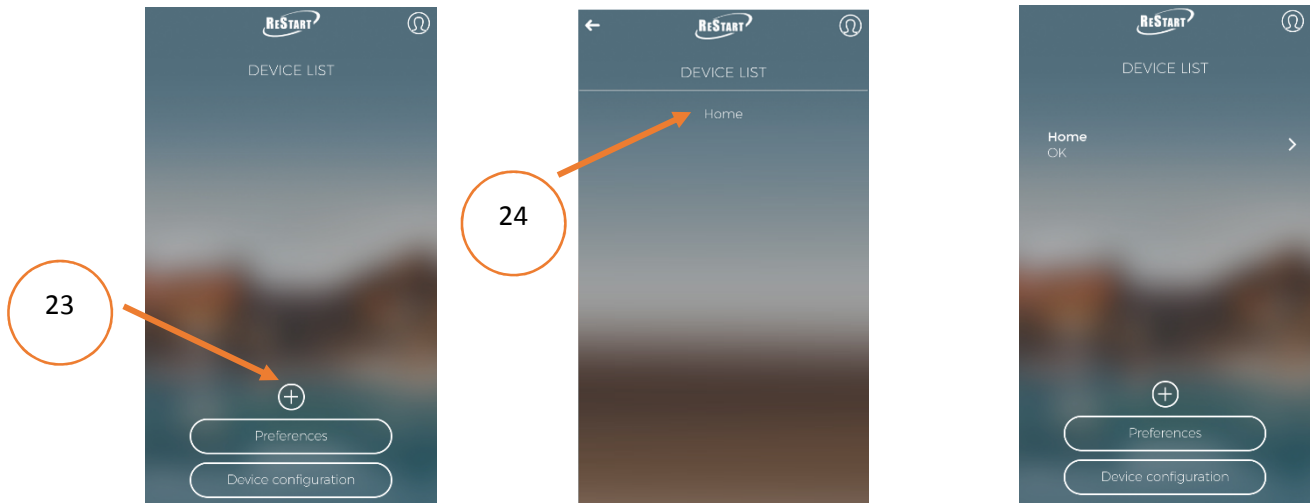 ReStart
DEVICE LIST
23
Preferences
Device configuration
ReStart
DEVICE LIST
Home
24
ReStart
DEVICE LIST
Home
OK
Preferences
Device configuration